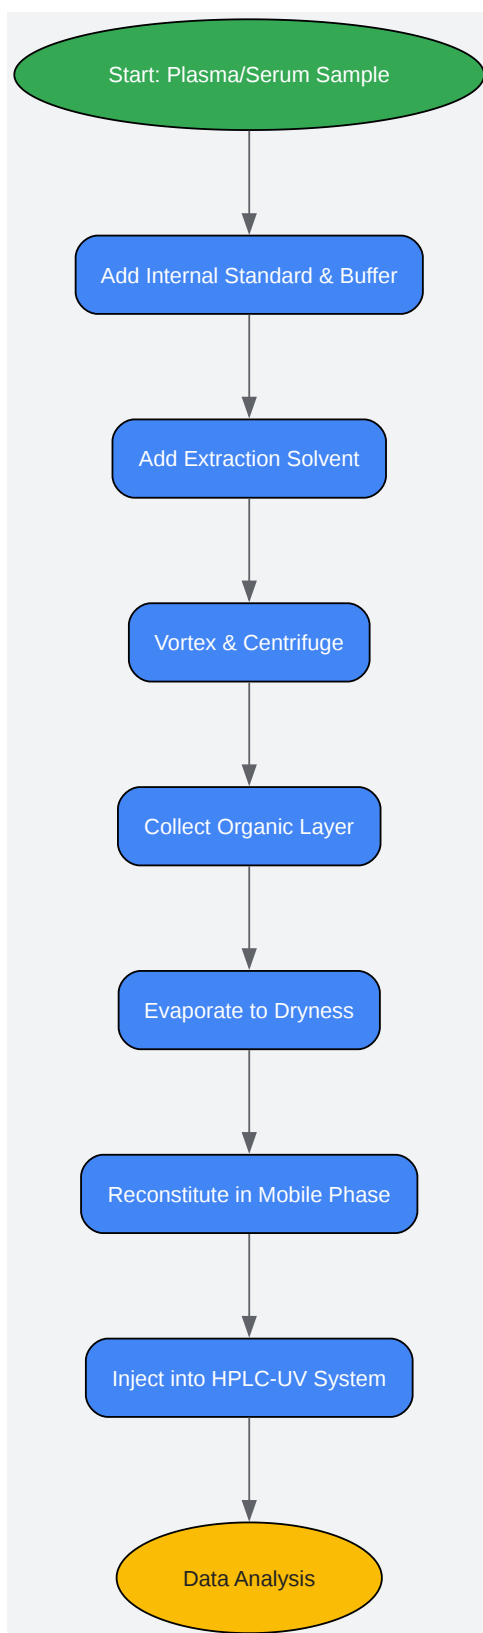 Start: Plasma/Serum Sample
Add Internal Standard & Buffer
Add Extraction Solvent
Vortex & Centrifuge
Collect Organic Layer
Evaporate to Dryness
Reconstitute in Mobile Phase
Inject into HPLC-UV System
Data Analysis